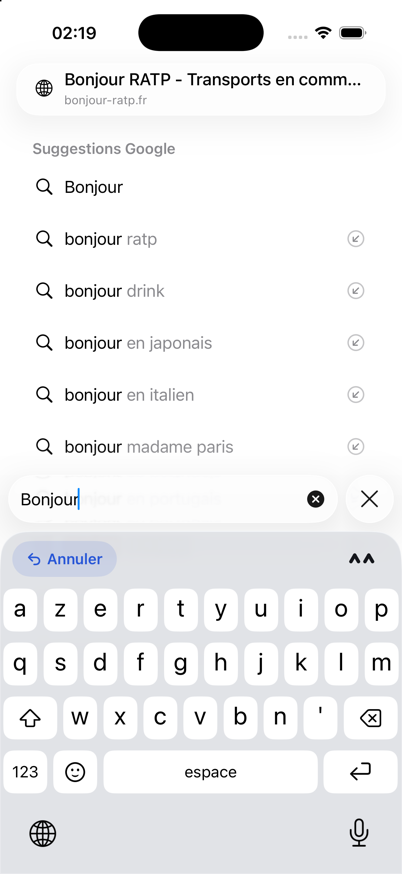 02:19
Bonjour RATP - Transports en comm...
bonjour-ratp.fr
Suggestions Google
Bonjour
bonjour ratp
bonjour drink
bonjour en japonais
bonjour en italien
bonjour madame paris
Bonjour
Annuler
a z e r t y u i o p
q s d f g h j k l m
w x c v b n '
123 espace